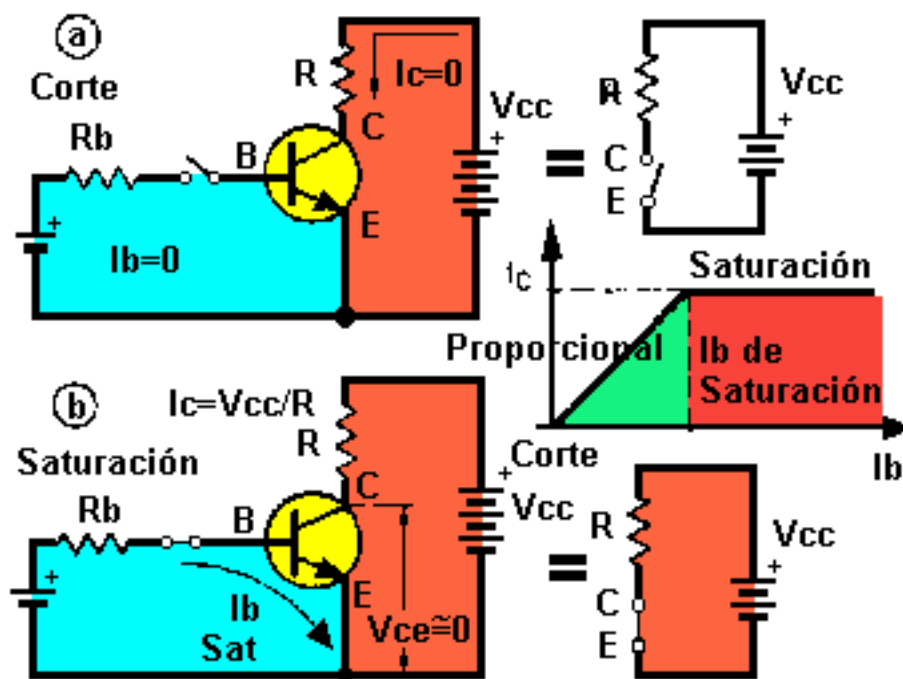 a
Corte
R
Ic=0
Vcc
+
Rb
B
C
E
+
Ib=0
=
R
Vcc
+
C
E
Ic
Saturación
Proporcional
Ib de
Saturación
Corte
Ib
b
Saturación
Ic=Vcc/R
R
Rb
B
C
E
+
+
Vcc
Ib
Sat
Vce≅0
=
R
Vcc
+
C
E